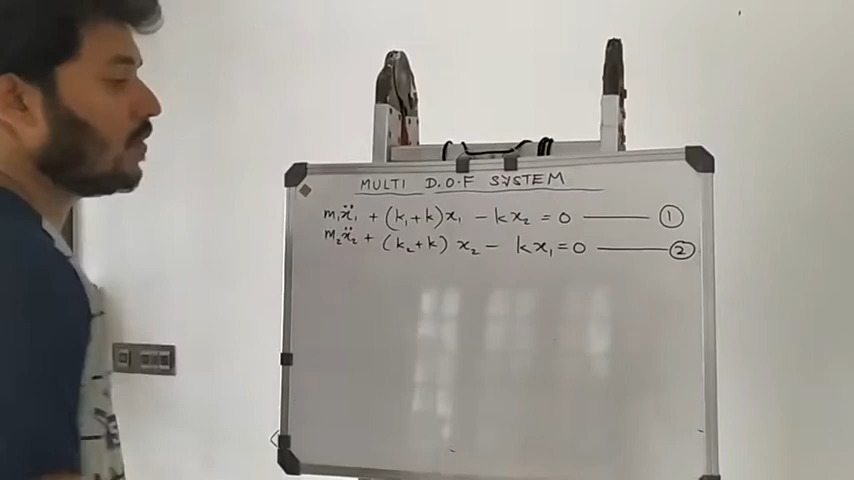 MULTI D.O.F SYSTEM
m₁ẍ₁ + (k₁+k)x₁ − kx₂ = 0 ——— ①
m₂ẍ₂ + (k₂+k) x₂ − kx₁ = 0 ——— ②